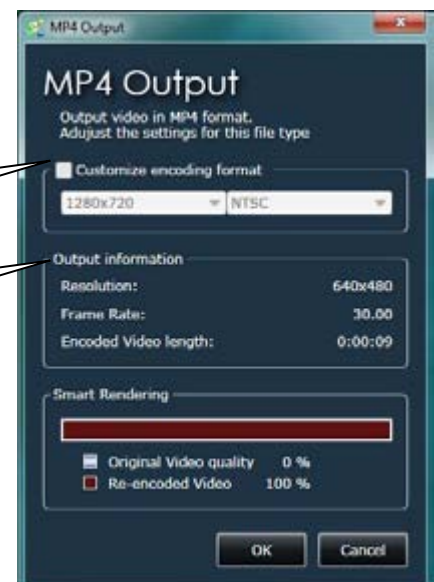 MP4 Output
MP4 Output
Output video in MP4 format.
Adujust the settings for this file type
Customize encoding format
1280x720 NTSC
Output information
Resolution: 640x480
Frame Rate: 30.00
Encoded Video length: 0:00:09
Smart Rendering
Original Video quality 0 %
Re-encoded Video 100 %
OK Cancel